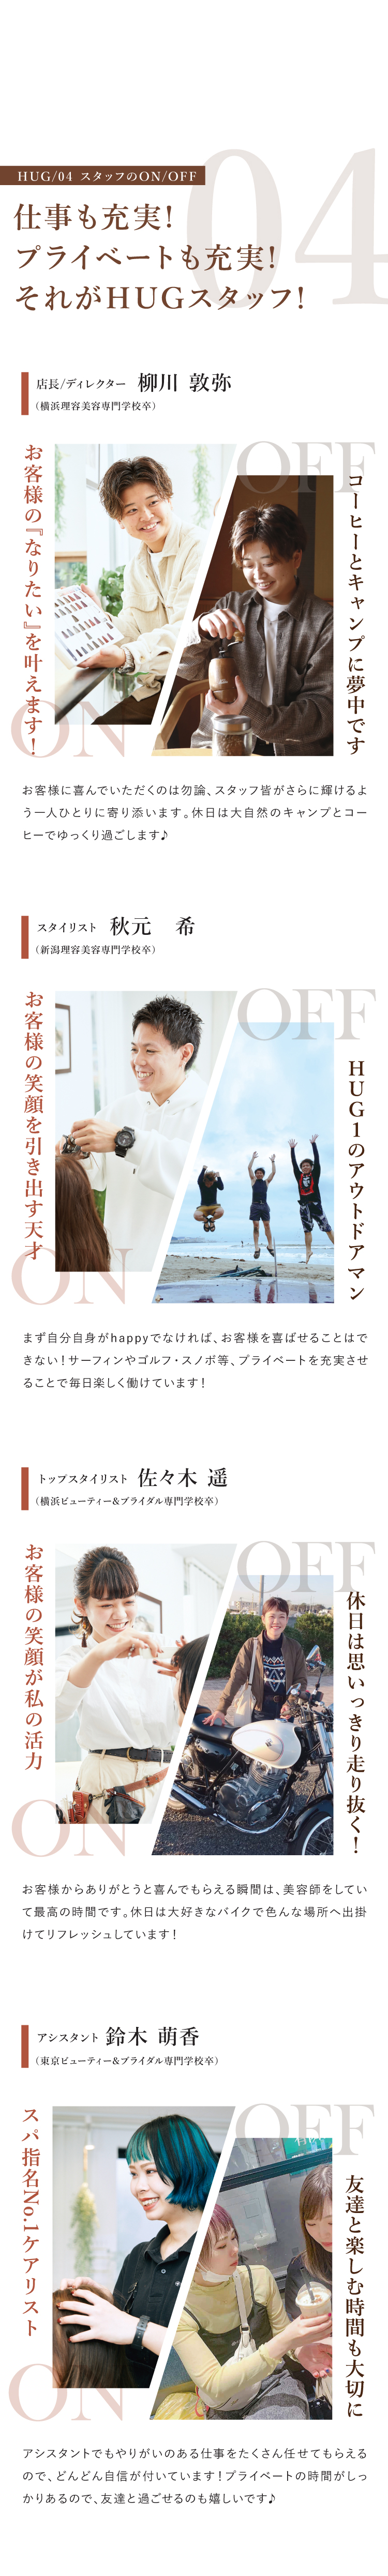 04
HUG/04 スタッフのON/OFF
仕事も充実!
プライベートも充実!
それがHUGスタッフ!
店長/ディレクター 柳川 敦弥
（横浜理容美容専門学校卒）
お客様の『なりたい』を叶えます!
ON
OFF
コーヒーとキャンプに夢中です
お客様に喜んでいただくのは勿論、スタッフ皆がさらに輝けるよ
う一人ひとりに寄り添います。休日は大自然のキャンプとコー
ヒーでゆっくり過ごします♪
スタイリスト 秋元 希
（新潟理容美容専門学校卒）
お客様の笑顔を引き出す天才
ON
OFF
HUG1のアウトドアマン
まず自分自身がhappyでなければ、お客様を喜ばせることはで
きない！サーフィンやゴルフ・スノボ等、プライベートを充実させ
ることで毎日楽しく働けています！
トップスタイリスト 佐々木 遥
（横浜ビューティー&ブライダル専門学校卒）
お客様の笑顔が私の活力
ON
OFF
休日は思いっきり走り抜く!
お客様からありがとうと喜んでもらえる瞬間は、美容師をしてい
て最高の時間です。休日は大好きなバイクで色んな場所へ出掛
けてリフレッシュしています！
アシスタント 鈴木 萌香
（東京ビューティー&ブライダル専門学校卒）
スパ指名No.1ケアリスト
ON
OFF
友達と楽しむ時間も大切に
アシスタントでもやりがいのある仕事をたくさん任せてもらえる
ので、どんどん自信が付いています！プライベートの時間がしっ
かりあるので、友達と過ごせるのも嬉しいです♪